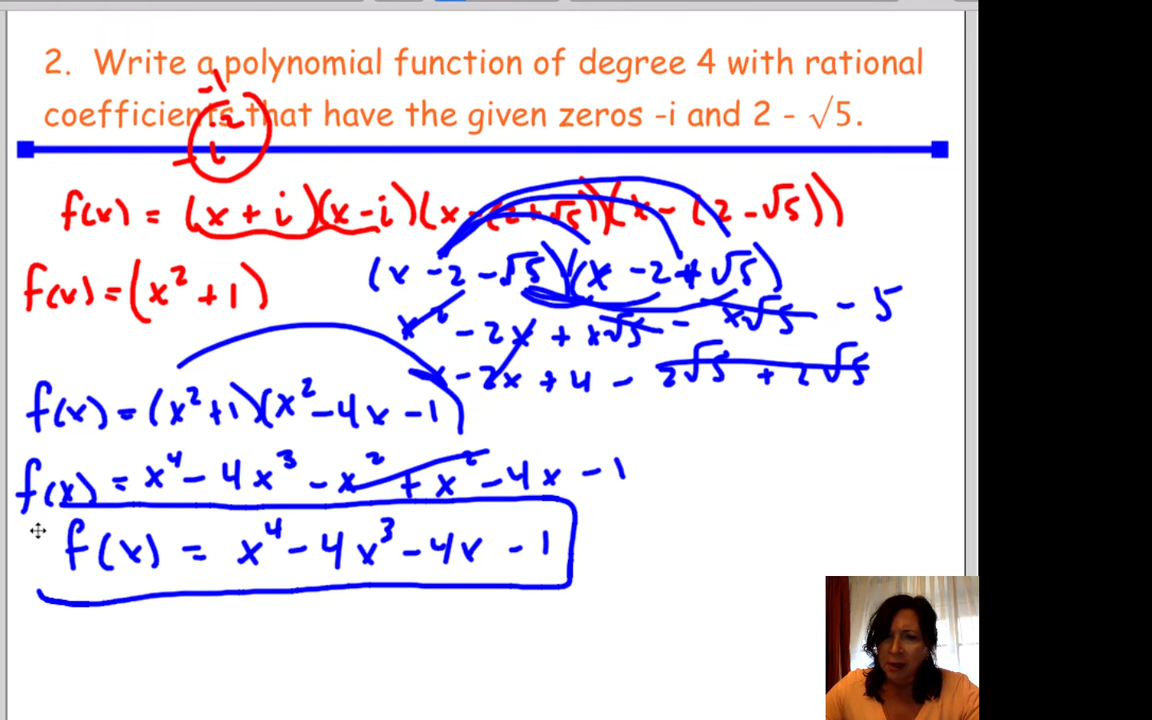 2. Write a polynomial function of degree 4 with rational
coefficients that have the given zeros -i and 2 - √5.
-1
i²
-i
f(x) = (x + i)(x - i)(x - (2 + √5))(x - (2 - √5))
(x - 2 - √5)(x - 2 + √5)
f(x) = (x² + 1)
x² - 2x + x√5 - x√5 - 5
- 2x + 4 - 2√5 + 2√5
f(x) = (x² + 1)(x² - 4x - 1)
f(x) = x⁴ - 4x³ - x² + x² - 4x - 1
f(x) = x⁴ - 4x³ - 4x - 1